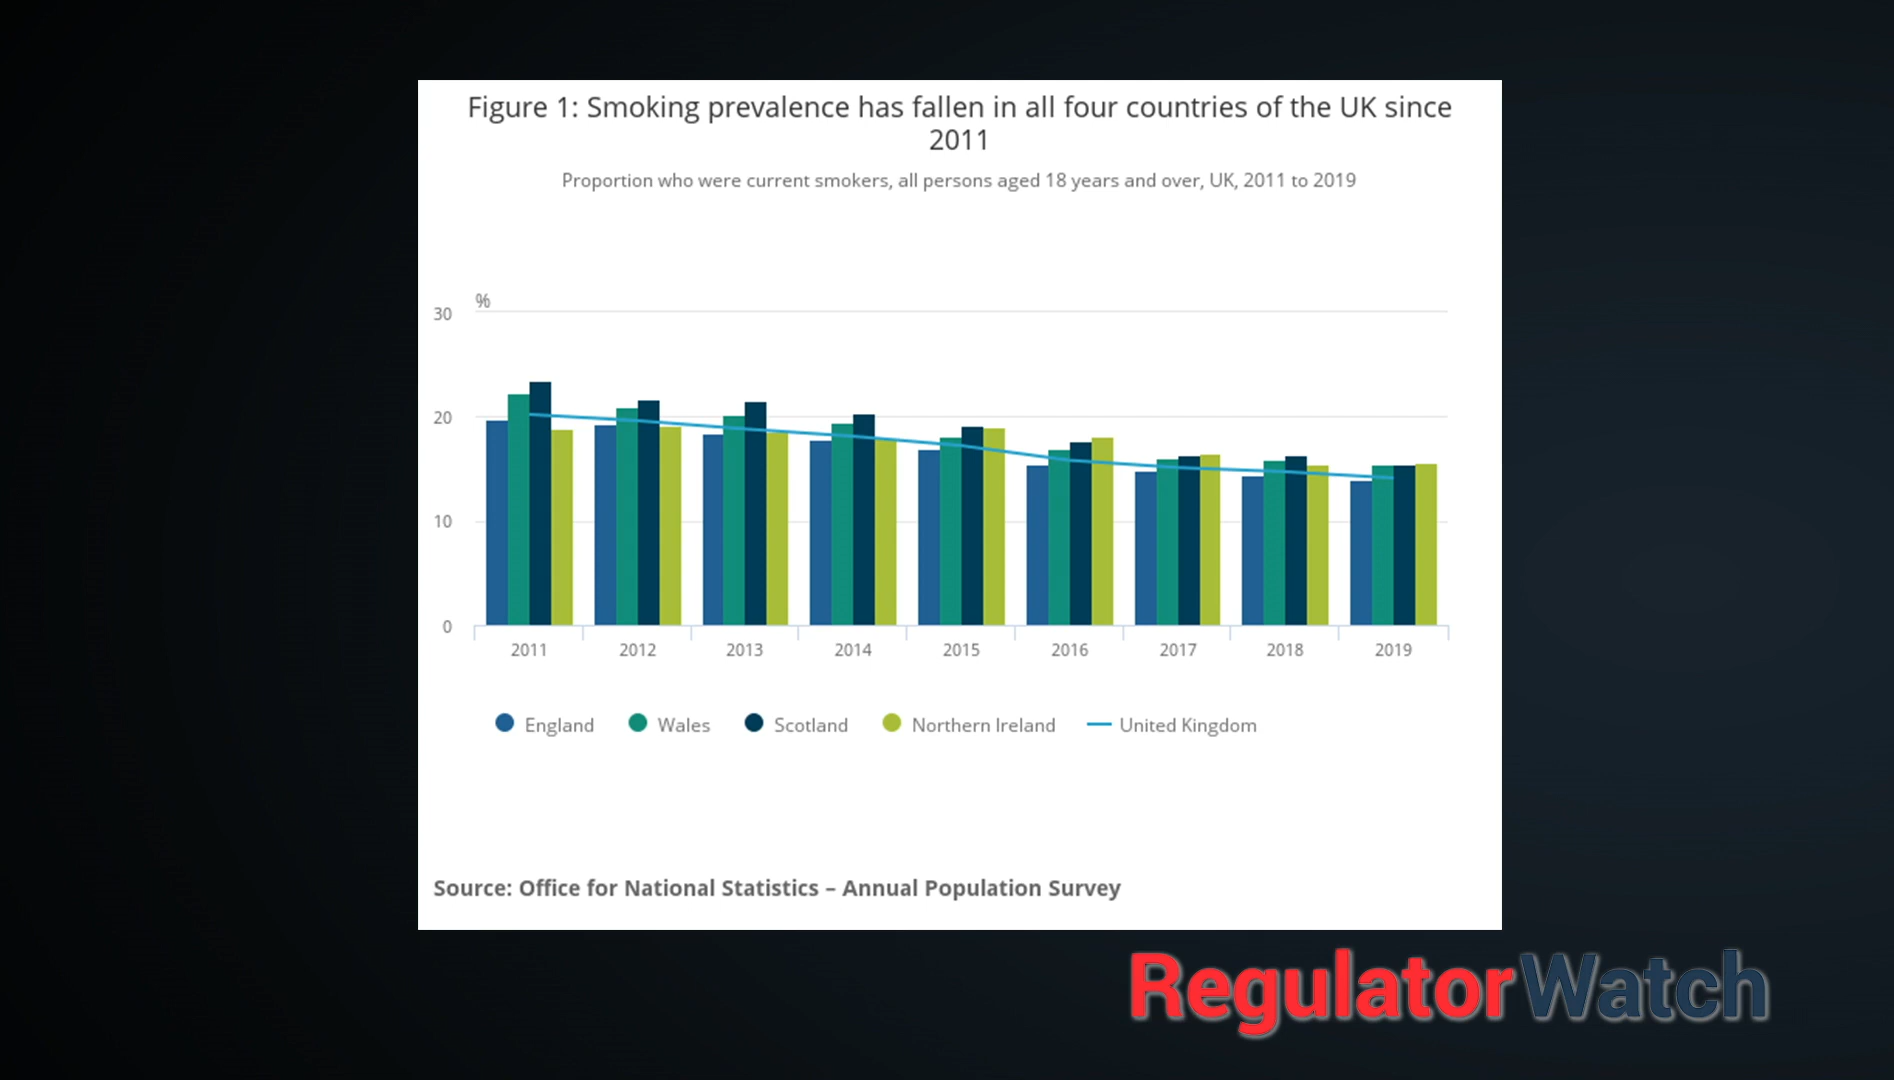 Figure 1: Smoking prevalence has fallen in all four countries of the UK since
2011
Proportion who were current smokers, all persons aged 18 years and over, UK, 2011 to 2019
%
30
20
10
0
2011 2012 2013 2014 2015 2016 2017 2018 2019
England Wales Scotland Northern Ireland United Kingdom
Source: Office for National Statistics – Annual Population Survey
RegulatorWatch